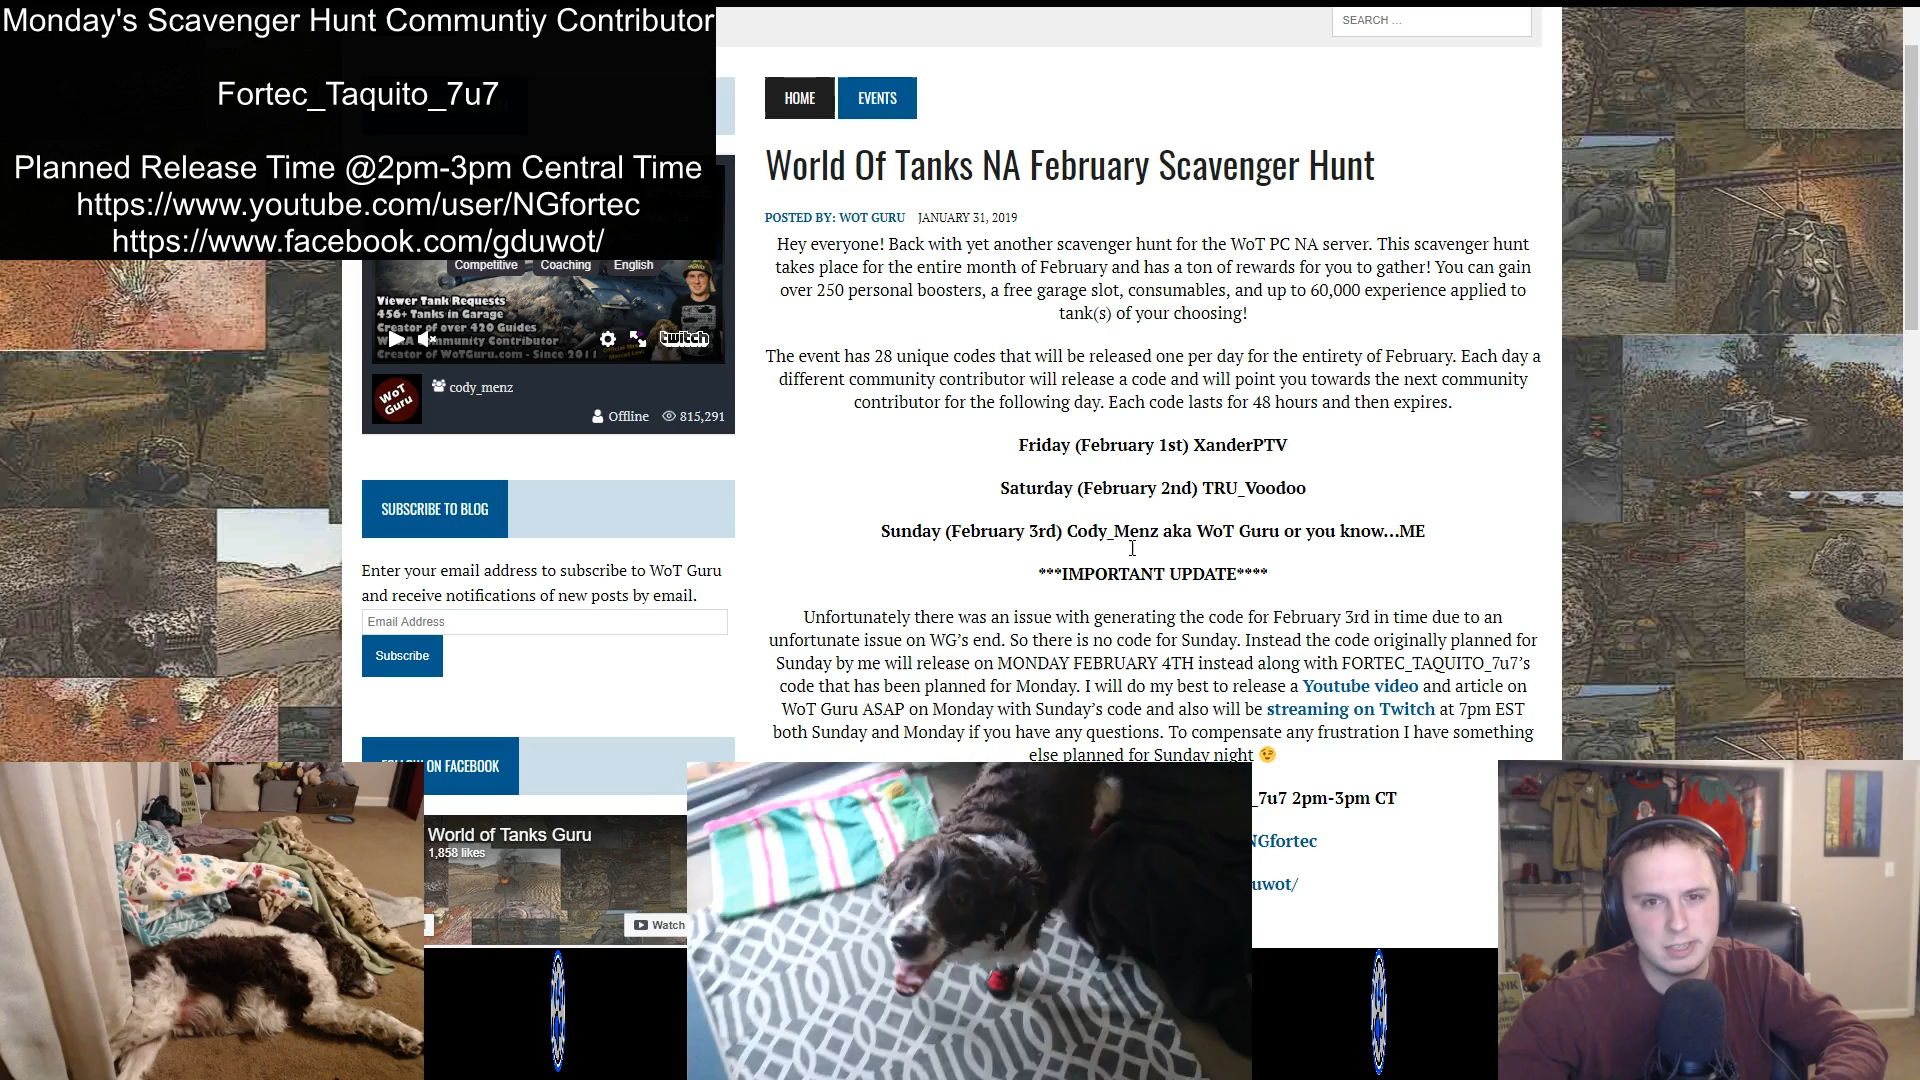 Monday's Scavenger Hunt Communtiy Contributor
Fortec_Taquito_7u7
Planned Release Time @2pm-3pm Central Time
https://www.youtube.com/user/NGfortec
https://www.facebook.com/gduwot/
SEARCH …
HOME
EVENTS
World Of Tanks NA February Scavenger Hunt
POSTED BY: WOT GURU JANUARY 31, 2019
Hey everyone! Back with yet another scavenger hunt for the WoT PC NA server. This scavenger hunt
takes place for the entire month of February and has a ton of rewards for you to gather! You can gain
over 250 personal boosters, a free garage slot, consumables, and up to 60,000 experience applied to
tank(s) of your choosing!
The event has 28 unique codes that will be released one per day for the entirety of February. Each day a
different community contributor will release a code and will point you towards the next community
contributor for the following day. Each code lasts for 48 hours and then expires.
Friday (February 1st) XanderPTV
Saturday (February 2nd) TRU_Voodoo
Sunday (February 3rd) Cody_Menz aka WoT Guru or you know…ME
***IMPORTANT UPDATE****
Unfortunately there was an issue with generating the code for February 3rd in time due to an
unfortunate issue on WG's end. So there is no code for Sunday. Instead the code originally planned for
Sunday by me will release on MONDAY FEBRUARY 4TH instead along with FORTEC_TAQUITO_7u7's
code that has been planned for Monday. I will do my best to release a Youtube video and article on
WoT Guru ASAP on Monday with Sunday's code and also will be streaming on Twitch at 7pm EST
both Sunday and Monday if you have any questions. To compensate any frustration I have something
else planned for Sunday night 😉
_7u7 2pm-3pm CT
NGfortec
uwot/
Competitive Coaching English
Viewer Tank Requests
456+ Tanks in Garage
Creator of over 420 Guides
Community Contributor
Creator of WoTGuru.com - Since 2011
twitch
WoT
Guru
cody_menz
Offline 815,291
SUBSCRIBE TO BLOG
Enter your email address to subscribe to WoT Guru
and receive notifications of new posts by email.
Email Address
Subscribe
ON FACEBOOK
World of Tanks Guru
1,858 likes
Watch